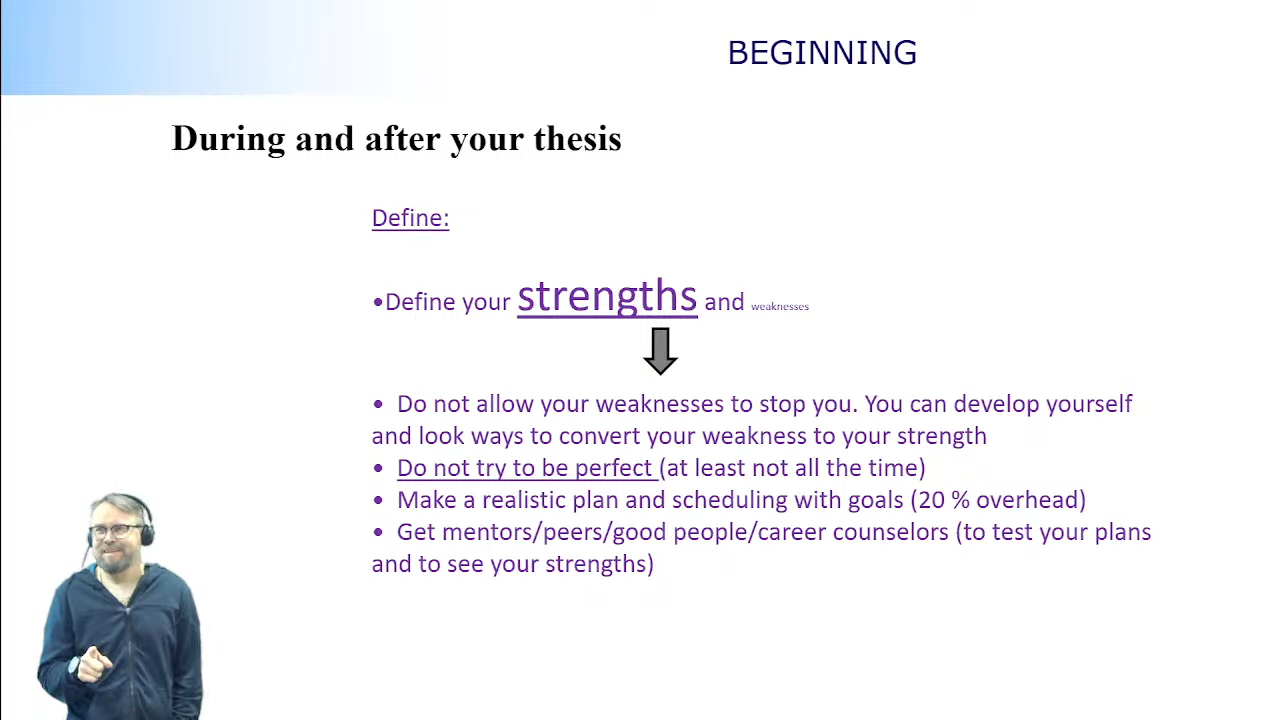 BEGINNING
During and after your thesis
Define:
•Define your strengths and weaknesses
• Do not allow your weaknesses to stop you. You can develop yourself
and look ways to convert your weakness to your strength
• Do not try to be perfect (at least not all the time)
• Make a realistic plan and scheduling with goals (20 % overhead)
• Get mentors/peers/good people/career counselors (to test your plans
and to see your strengths)